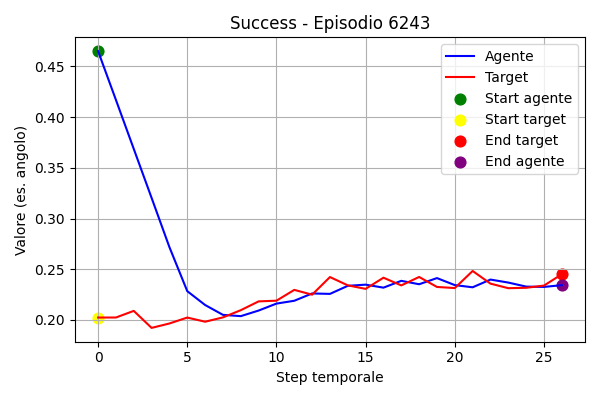 Success - Episodio 6243
Valore (es. angolo)
0.45
0.40
0.35
0.30
0.25
0.20
Agente
Target
Start agente
Start target
End target
End agente
0
5
10
15
20
25
Step temporale